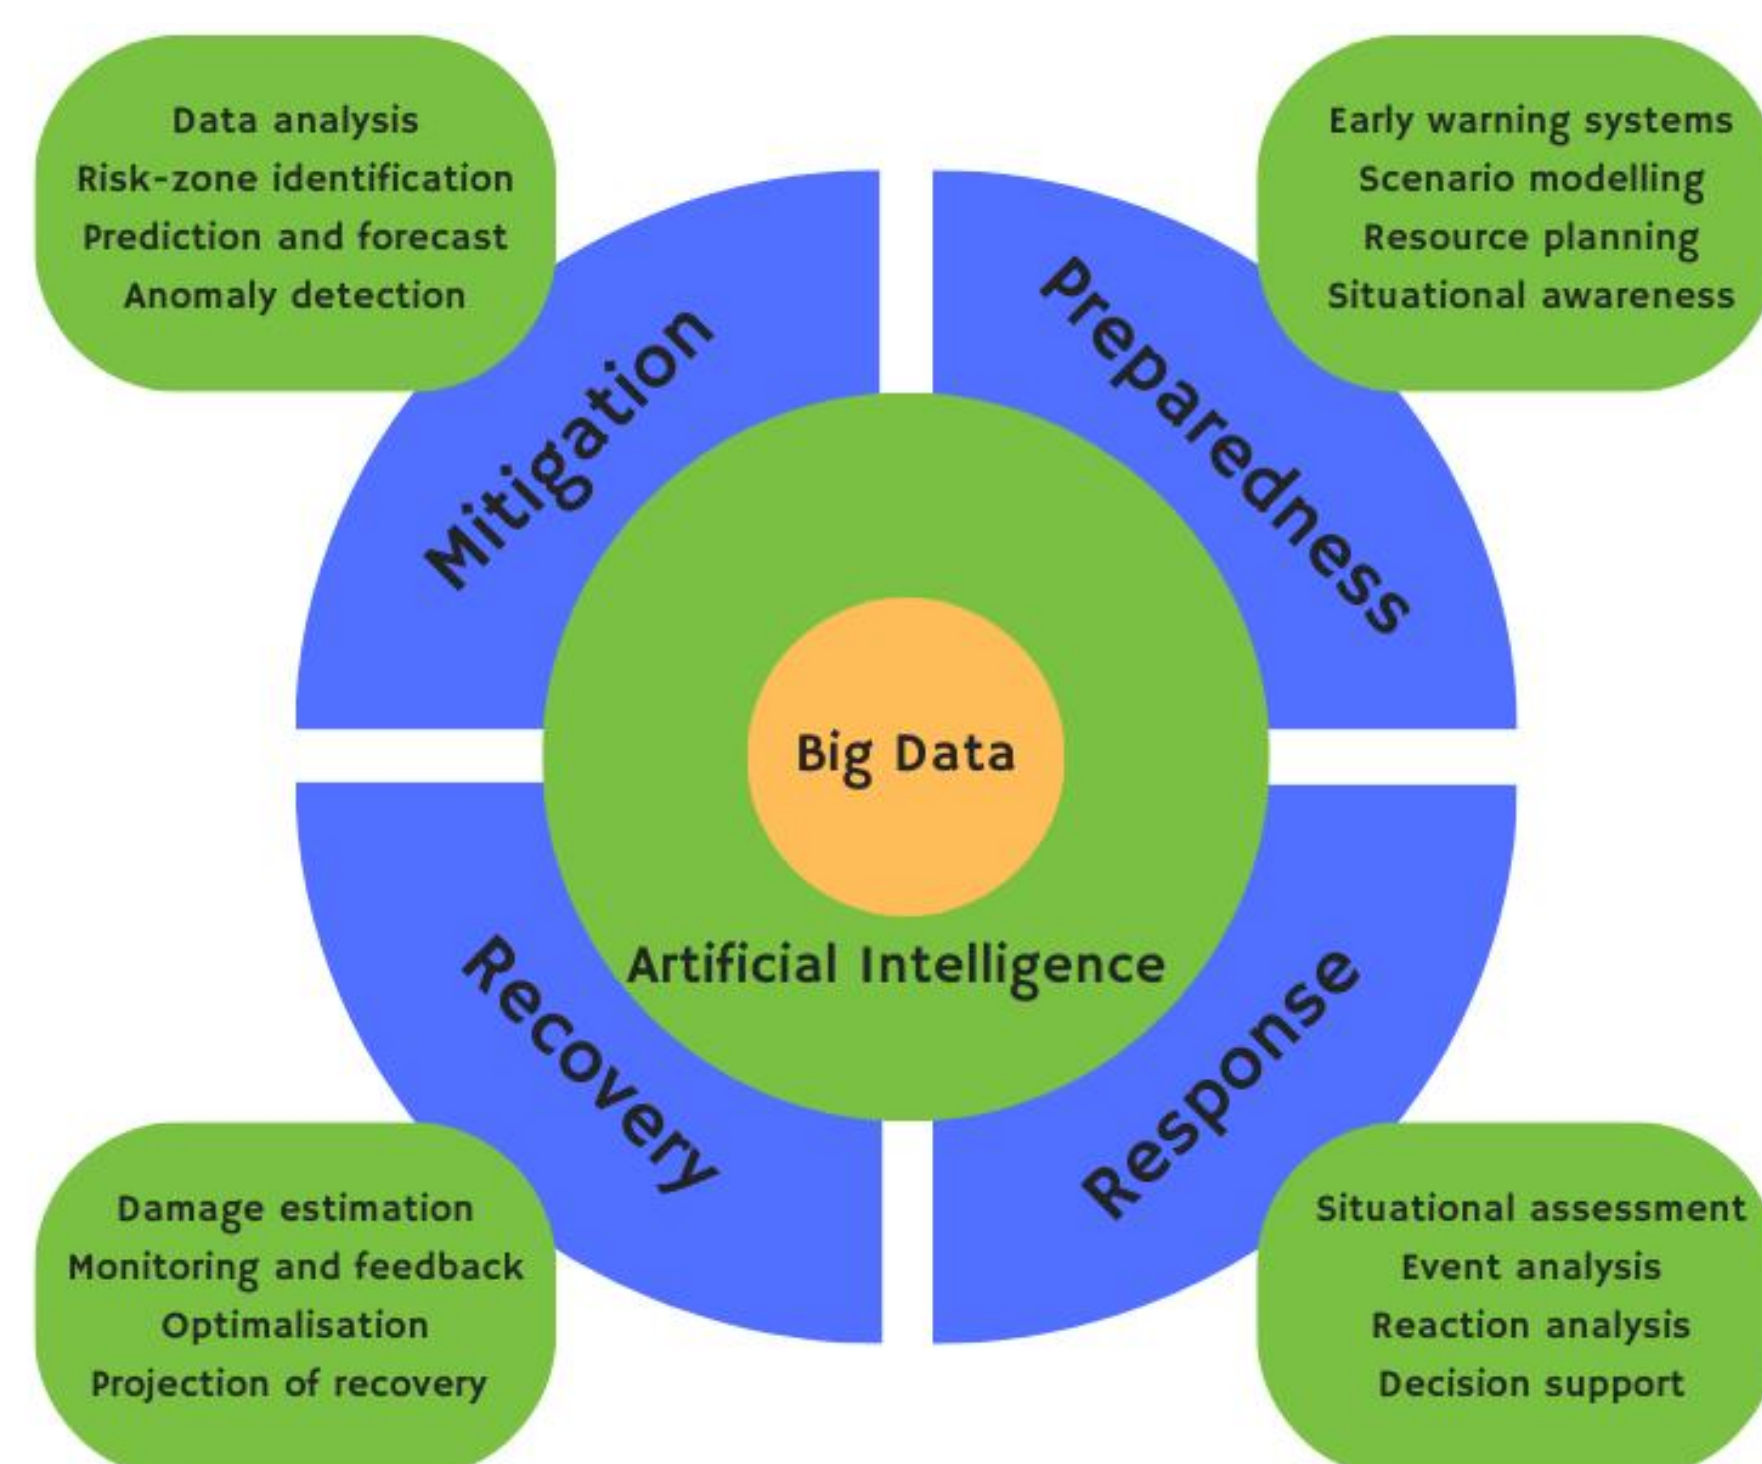 Data analysis
Risk-zone identification
Prediction and forecast
Anomaly detection
Early warning systems
Scenario modelling
Resource planning
Situational awareness
Mitigation
Preparedness
Big Data
Artificial Intelligence
Recovery
Response
Damage estimation
Monitoring and feedback
Optimalisation
Projection of recovery
Situational assessment
Event analysis
Reaction analysis
Decision support